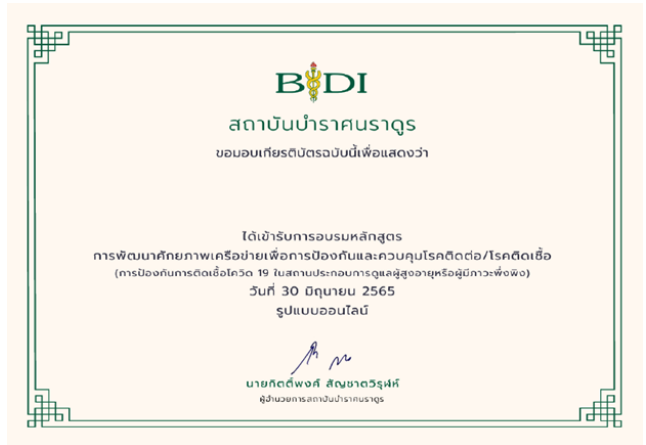 BIDI
สถาบันบำราศนราดูร
ขอมอบเกียรติบัตรฉบับนี้เพื่อแสดงว่า
ได้เข้ารับการอบรมหลักสูตร
การพัฒนาศักยภาพเครือข่ายเพื่อการป้องกันและควบคุมโรคติดต่อ/โรคติดเชื้อ
(การป้องกันการติดเชื้อโควิด 19 ในสถานประกอบการดูแลผู้สูงอายุหรือผู้มีภาวะพึ่งพิง)
วันที่ 30 มิถุนายน 2565
รูปแบบออนไลน์
นายกิตติ์พงศ์ สัญชาตวิรุฬห์
ผู้อำนวยการสถาบันบำราศนราดูร